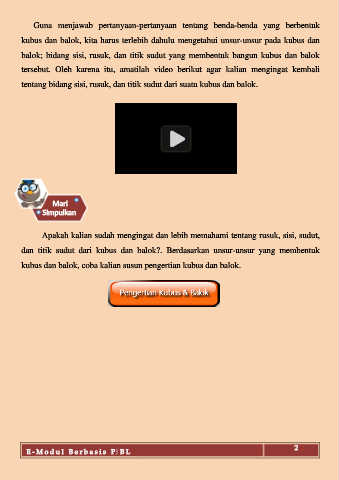 Guna menjawab pertanyaan-pertanyaan tentang benda-benda yang berbentuk
kubus dan balok, kita harus terlebih dahulu mengetahui unsur-unsur pada kubus dan
balok; bidang sisi, rusuk, dan titik sudut yang membentuk bangun kubus dan balok
tersebut. Oleh karena itu, amatilah video berikut agar kalian mengingat kembali
tentang bidang sisi, rusuk, dan titik sudut dari suatu kubus dan balok.
Mari
Simpulkan
Apakah kalian sudah mengingat dan lebih memahami tentang rusuk, sisi, sudut,
dan titik sudut dari kubus dan balok?. Berdasarkan unsur-unsur yang membentuk
kubus dan balok, coba kalian susun pengertian kubus dan balok.
Pengertian Kubus & Balok
E-Modul Berbasis P:BL
2